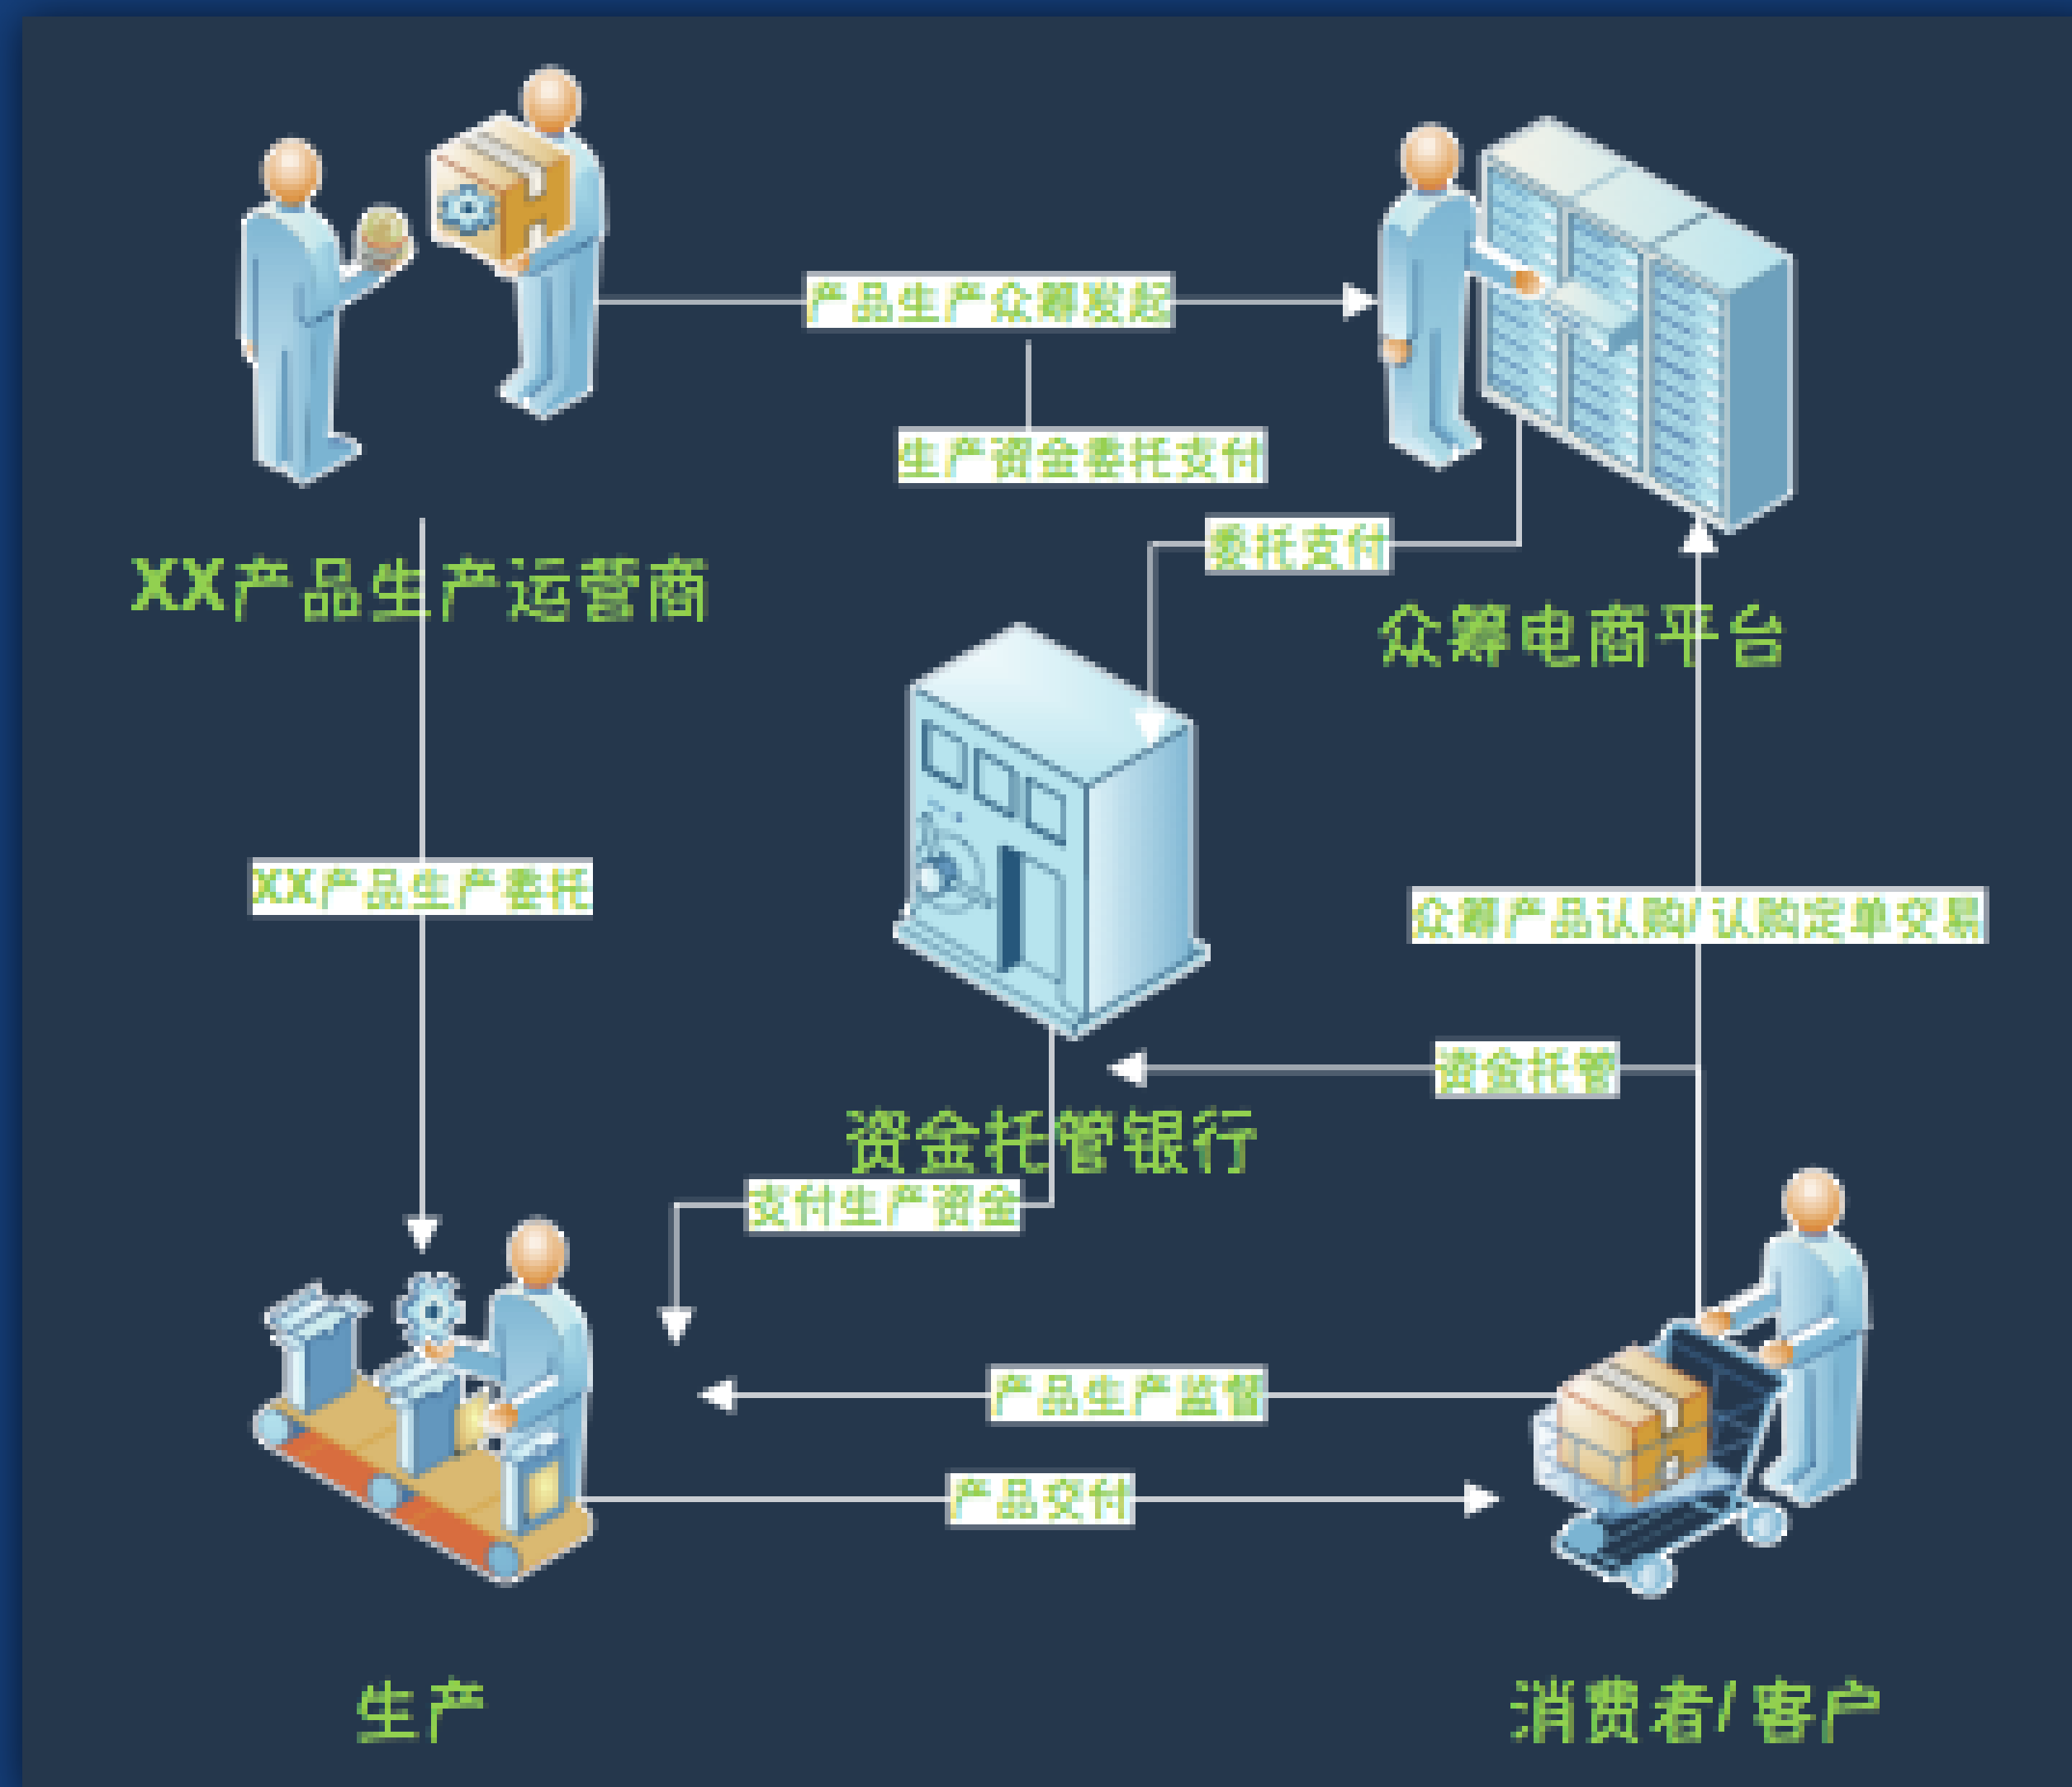 产品生产众筹发起
生产资金委托支付
委托支付
XX产品生产运营商
众筹电商平台
XX产品生产委托
众筹产品认购/认购定单交易
资金托管
资金托管银行
支付生产资金
产品生产监督
产品交付
生产
消费者/客户